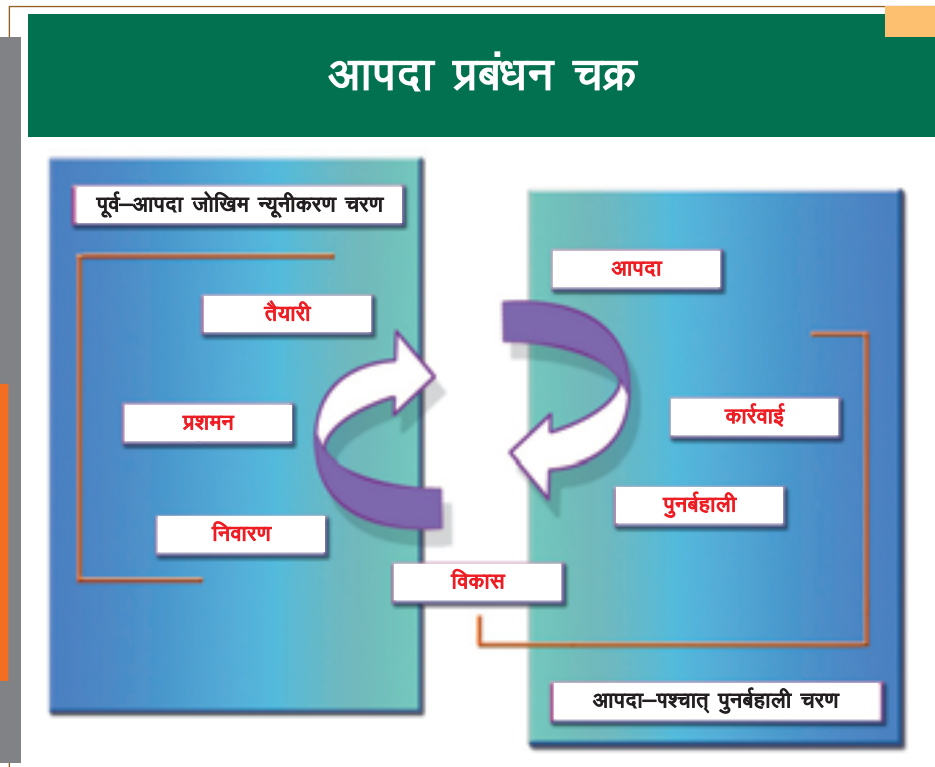 आपदा प्रबंधन चक्र
पूर्व–आपदा जोखिम न्यूनीकरण चरण
तैयारी
प्रशमन
निवारण
विकास
आपदा
कार्रवाई
पुनर्बहाली
आपदा–पश्चात् पुनर्बहाली चरण